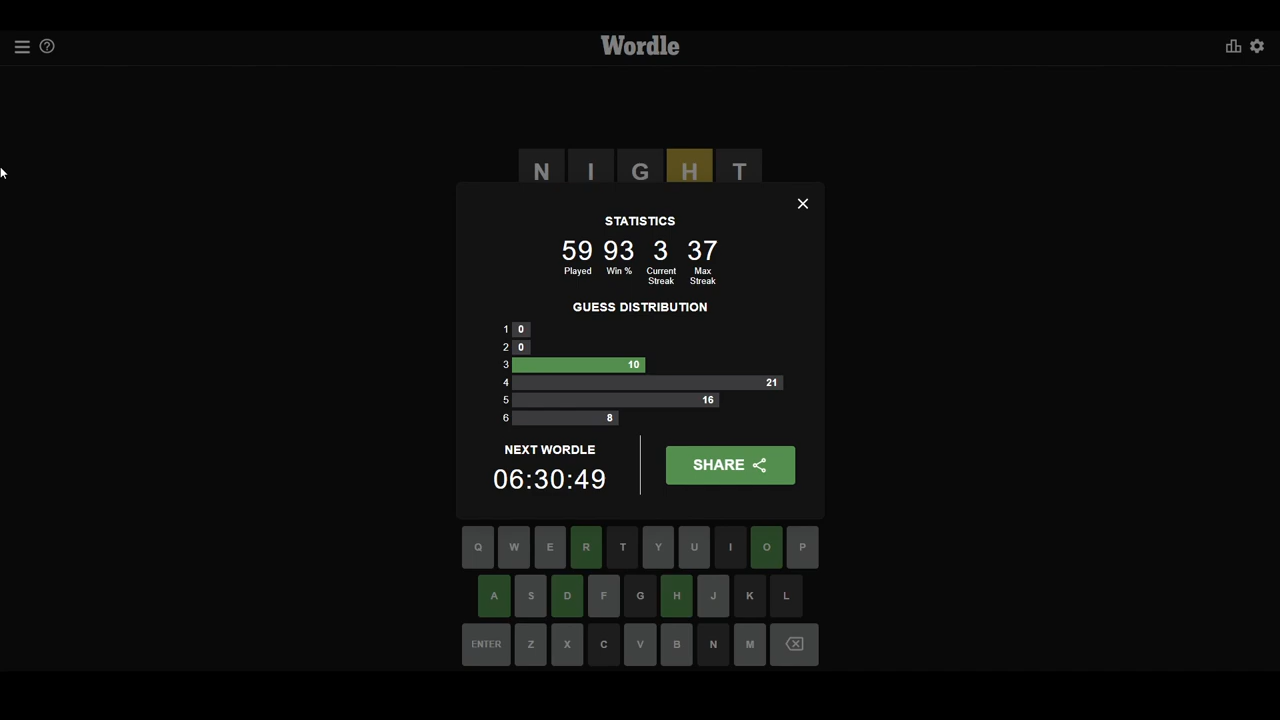 Wordle
N I G H T
STATISTICS
59 93 3 37
Played Win % Current Streak Max Streak
GUESS DISTRIBUTION
1 0
2 0
3 10
4 21
5 16
6 8
NEXT WORDLE
06:30:49
SHARE
Q W E R T Y U I O P
A S D F G H J K L
ENTER Z X C V B N M